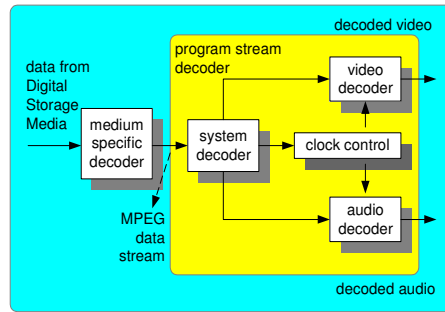 decoded video
program stream
decoder
data from
Digital
Storage
Media
video
decoder
medium
specific
decoder
system
decoder
clock control
MPEG
data
stream
audio
decoder
decoded audio